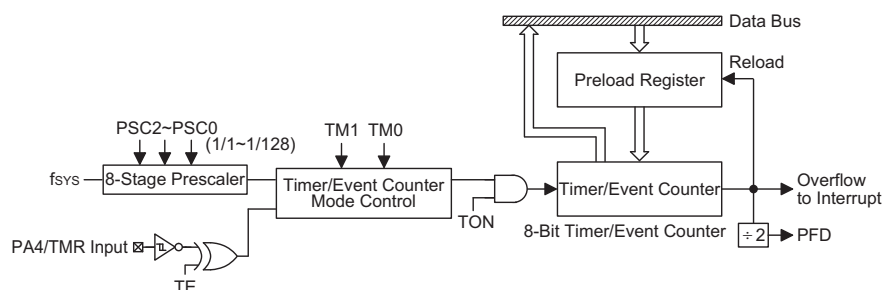 Data Bus
Preload Register
Reload
PSC2~PSC0
(1/1~1/128)
TM1
TM0
fSYS
8-Stage Prescaler
Timer/Event Counter
Mode Control
TON
Timer/Event Counter
Overflow
to Interrupt
8-Bit Timer/Event Counter
÷2
PFD
PA4/TMR Input
TE